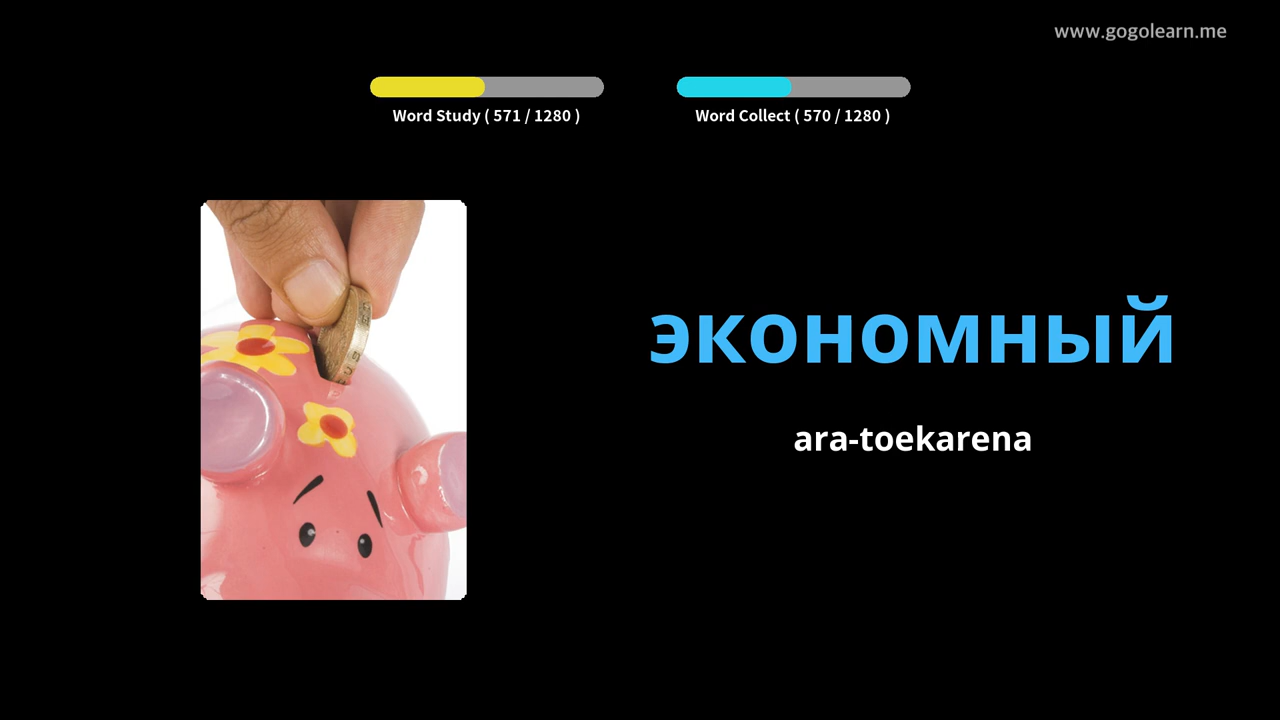 www.gogolearn.me
Word Study ( 571 / 1280 )
Word Collect ( 570 / 1280 )
экономный
ara-toekarena